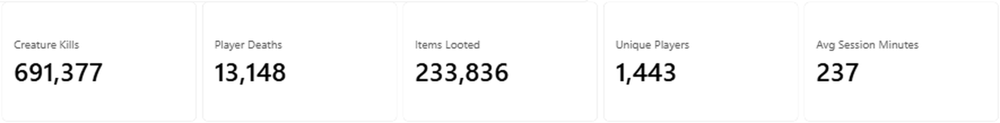 Creature Kills
691,377
Player Deaths
13,148
Items Looted
233,836
Unique Players
1,443
Avg Session Minutes
237